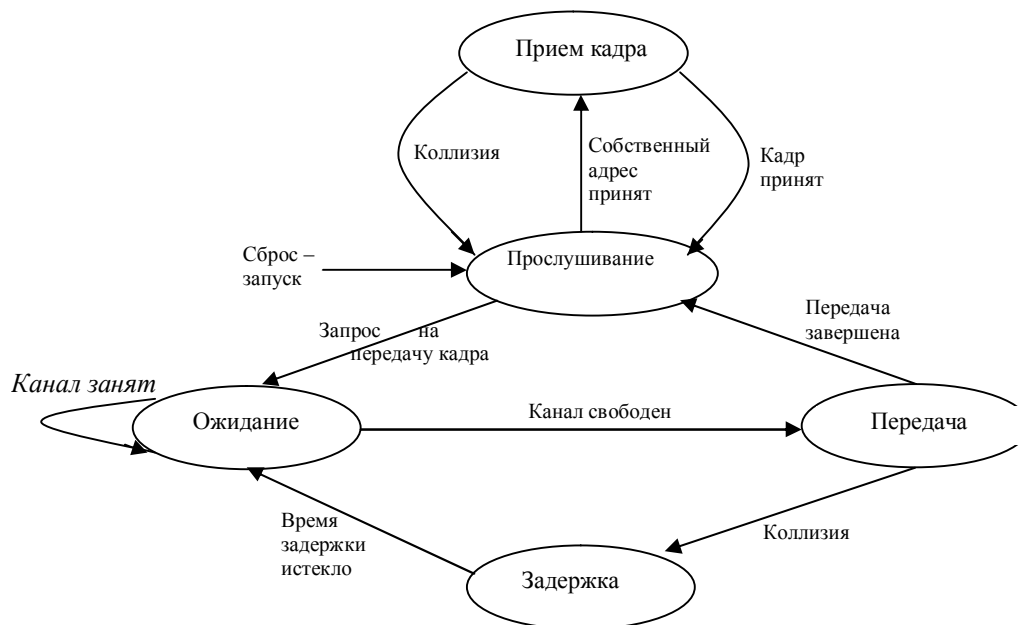 Прием кадра
Коллизия
Собственный
адрес
принят
Кадр
принят
Сброс –
запуск
Прослушивание
Запрос на
передачу кадра
Передача
завершена
Канал занят
Ожидание
Канал свободен
Передача
Время
задержки
истекло
Коллизия
Задержка